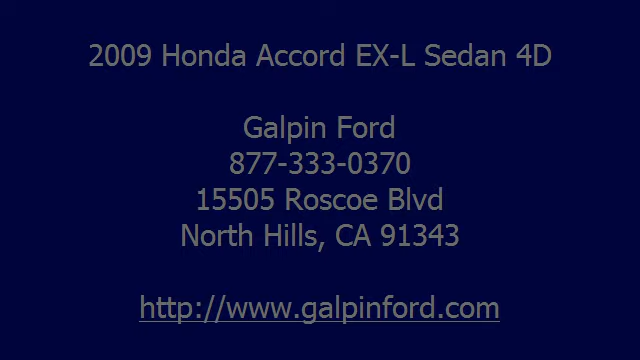 2009 Honda Accord EX-L Sedan 4D
Galpin Ford
877-333-0370
15505 Roscoe Blvd
North Hills, CA 91343
http://www.galpinford.com